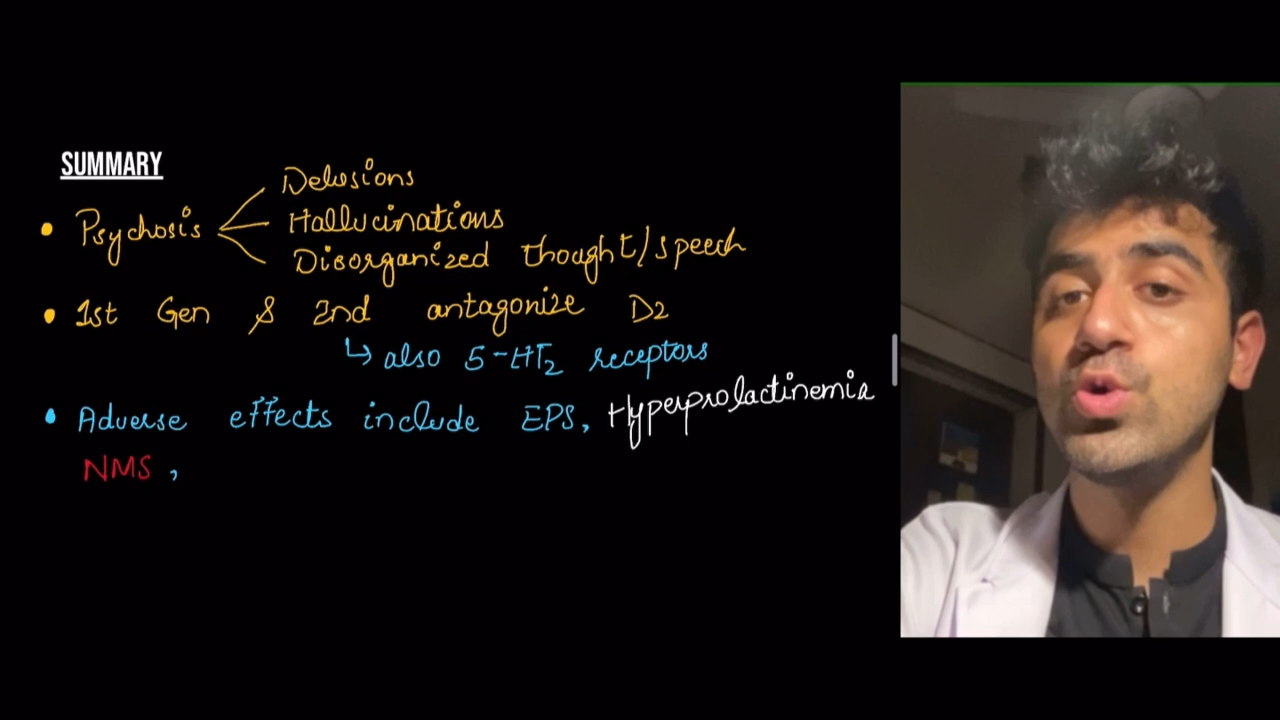 SUMMARY
Delusions
• Psychosis Hallucinations
Disorganized thought/speech
• 1st Gen & 2nd antagonize D2
↳ also 5-HT₂ receptors
• Adverse effects include EPS, Hyperprolactinemia
NMS,